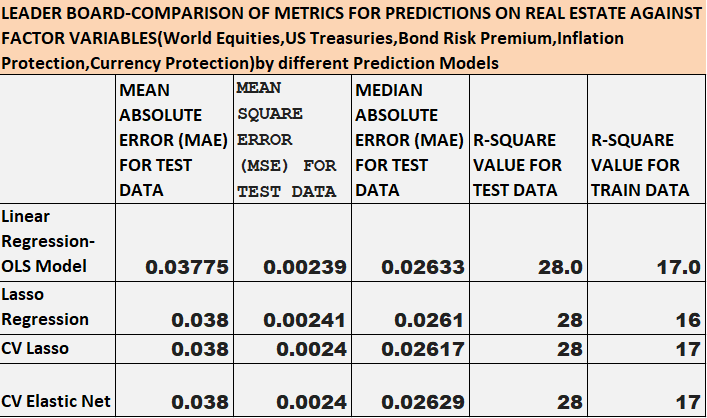 LEADER BOARD-COMPARISON OF METRICS FOR PREDICTIONS ON REAL ESTATE AGAINST
FACTOR VARIABLES(World Equities,US Treasuries,Bond Risk Premium,Inflation
Protection,Currency Protection)by different Prediction Models
MEAN ABSOLUTE ERROR (MAE) FOR TEST DATA
MEAN SQUARE ERROR (MSE) FOR TEST DATA
MEDIAN ABSOLUTE ERROR (MAE) FOR TEST DATA
R-SQUARE VALUE FOR TEST DATA
R-SQUARE VALUE FOR TRAIN DATA
Linear Regression-OLS Model 0.03775 0.00239 0.02633 28.0 17.0
Lasso Regression 0.038 0.00241 0.0261 28 16
CV Lasso 0.038 0.0024 0.02617 28 17
CV Elastic Net 0.038 0.0024 0.02629 28 17